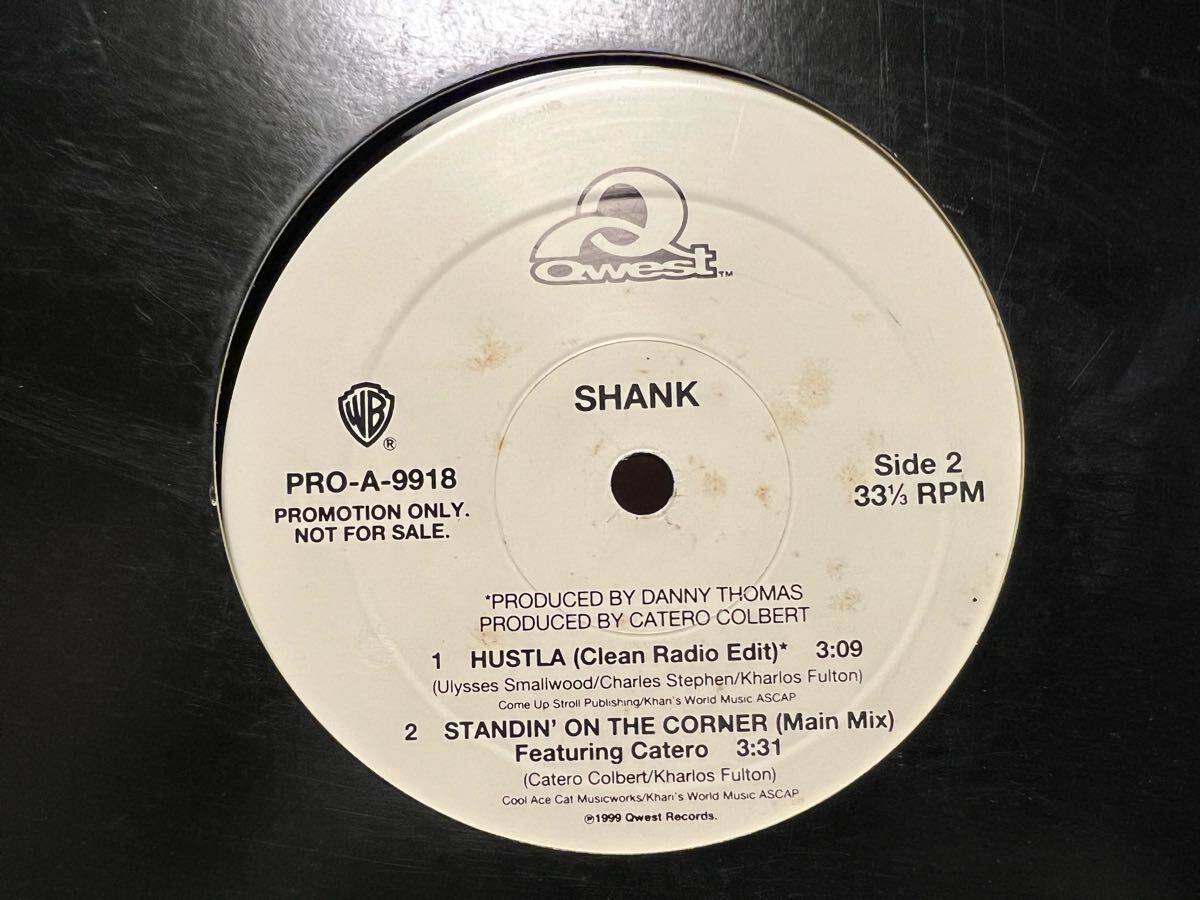 Qwest™
SHANK
WB®
PRO-A-9918
PROMOTION ONLY.
NOT FOR SALE.
Side 2
33⅓ RPM
*PRODUCED BY DANNY THOMAS
PRODUCED BY CATERO COLBERT
1 HUSTLA (Clean Radio Edit)* 3:09
(Ulysses Smallwood/Charles Stephen/Kharlos Fulton)
Come Up Stroll Publishing/Khan's World Music ASCAP
2 STANDIN' ON THE CORNER (Main Mix)
Featuring Catero 3:31
(Catero Colbert/Kharlos Fulton)
Cool Ace Cat Musicworks/Khan's World Music ASCAP
℗1999 Qwest Records.